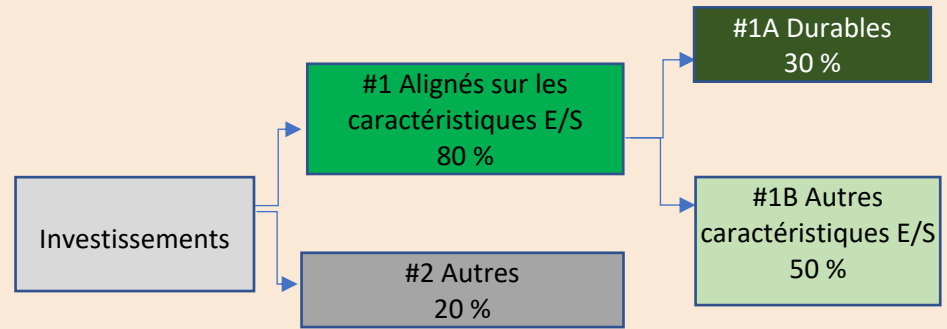 Investissements
#1 Alignés sur les
caractéristiques E/S
80 %
#2 Autres
20 %
#1A Durables
30 %
#1B Autres
caractéristiques E/S
50 %